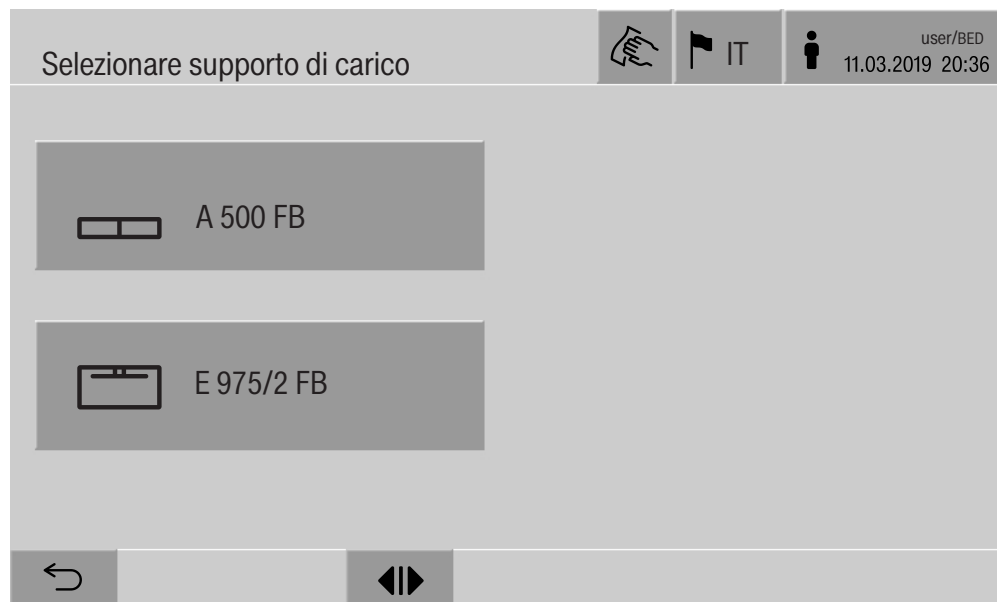 Selezionare supporto di carico
IT
user/BED
11.03.2019 20:36
A 500 FB
E 975/2 FB